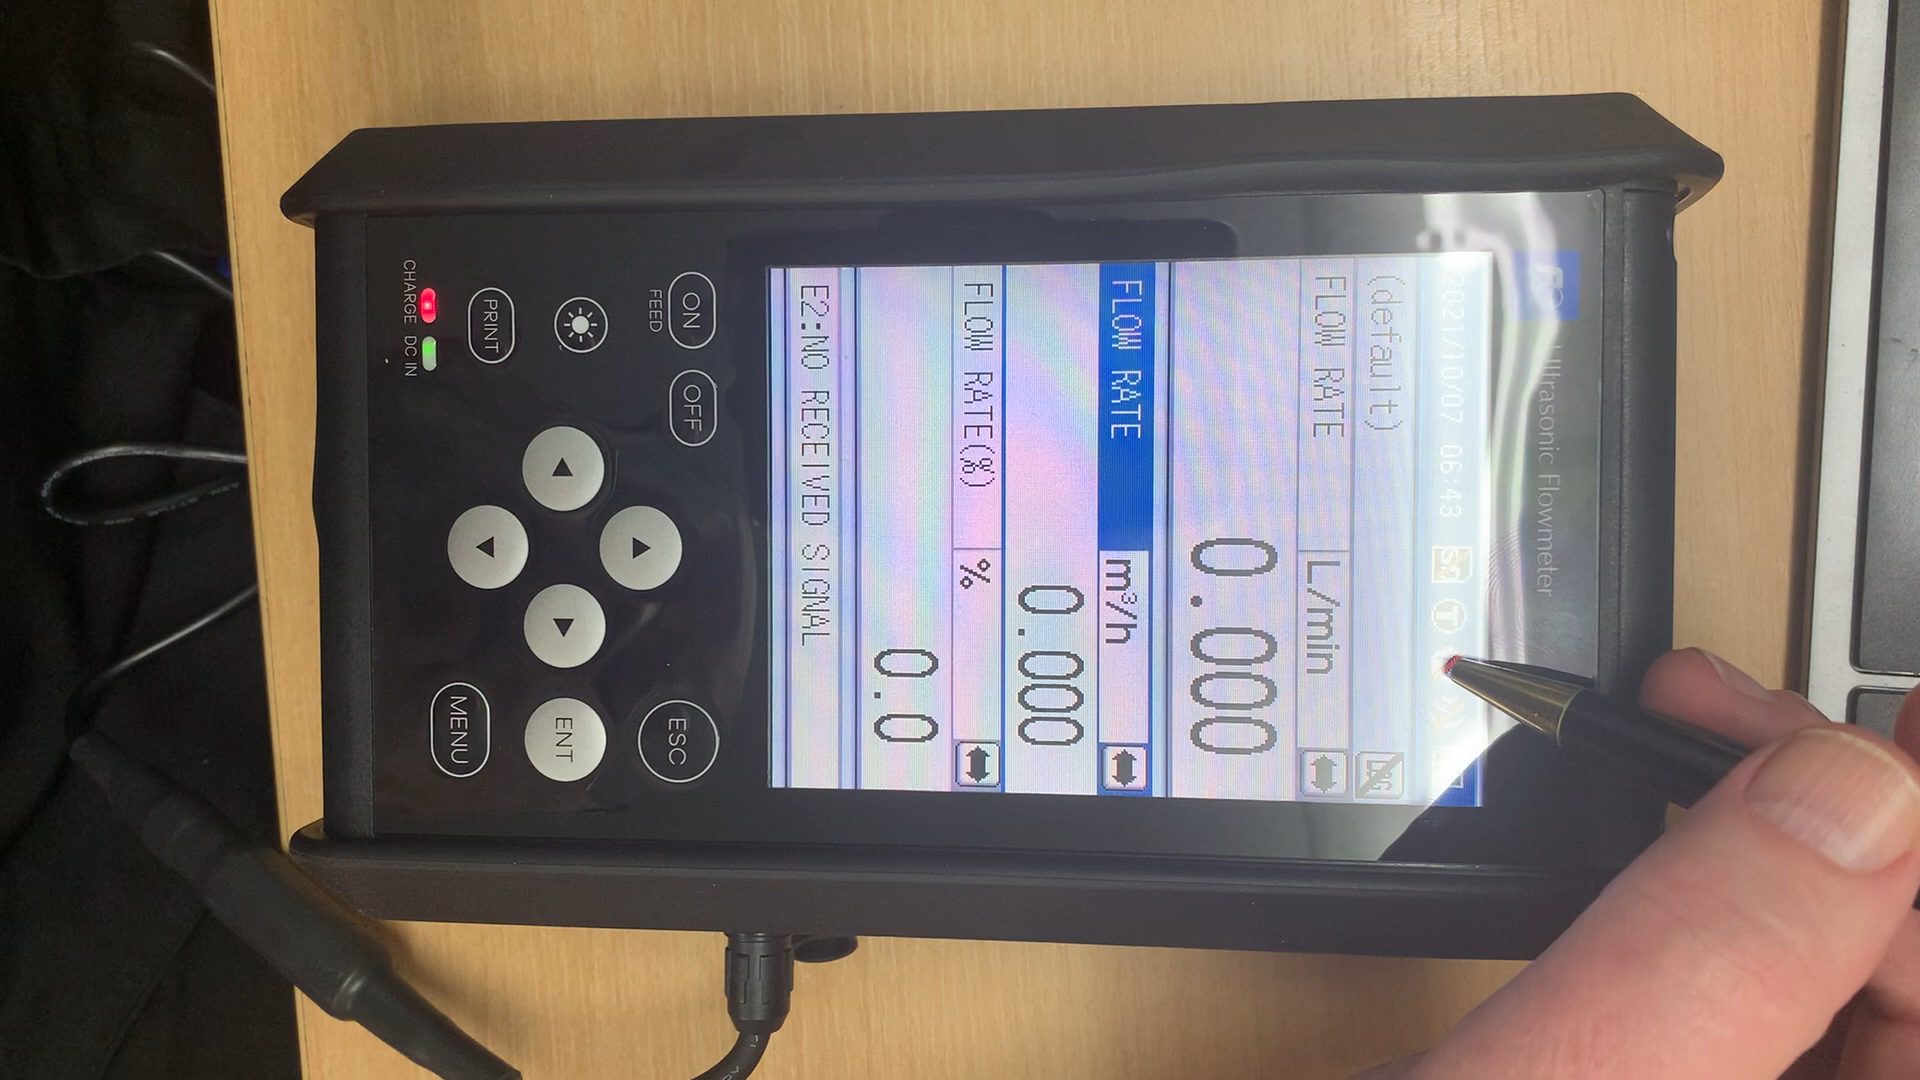 Ultrasonic Flowmeter
2021/10/07 06:43
(default)
LOG
FLOW RATE L/min
0.000
FLOW RATE m³/h
0.000
FLOW RATE(%) %
0.0
E2:NO RECEIVED SIGNAL
ON OFF ESC
FEED
ENT
PRINT MENU
CHARGE DC IN